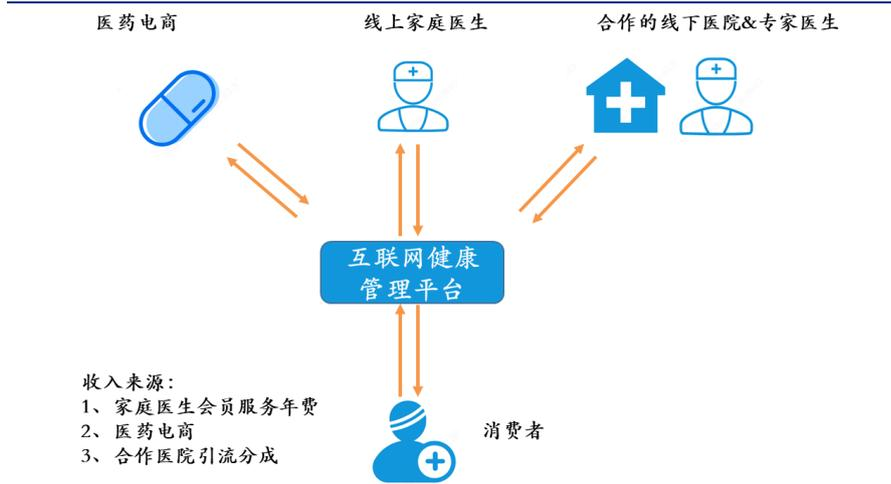 医药电商
线上家庭医生
合作的线下医院&专家医生
互联网健康
管理平台
收入来源：
1、家庭医生会员服务年费
2、医药电商
3、合作医院引流分成
消费者